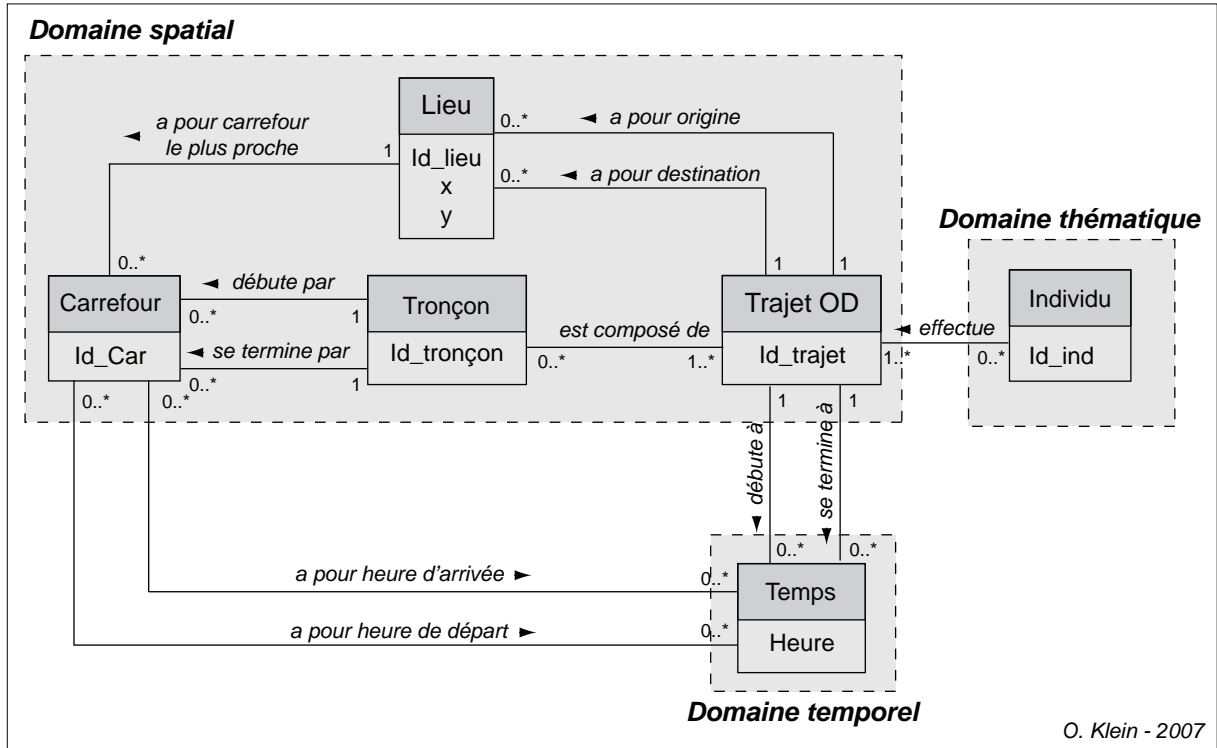 Domaine spatial
Lieu
Id_lieu
x
y
a pour carrefour
le plus proche
1
0..*
0..*
a pour origine
1
0..*
a pour destination
1
Domaine thématique
Carrefour
Id_Car
débute par
0..*
1
se termine par
0..*
1
Tronçon
Id_tronçon
est composé de
0..*
1..*
Trajet OD
Id_trajet
effectue
1..*
0..*
Individu
Id_ind
0..*
0..*
1
1
débute à
se termine à
0..*
0..*
a pour heure d'arrivée
0..*
a pour heure de départ
0..*
Temps
Heure
Domaine temporel
O. Klein - 2007